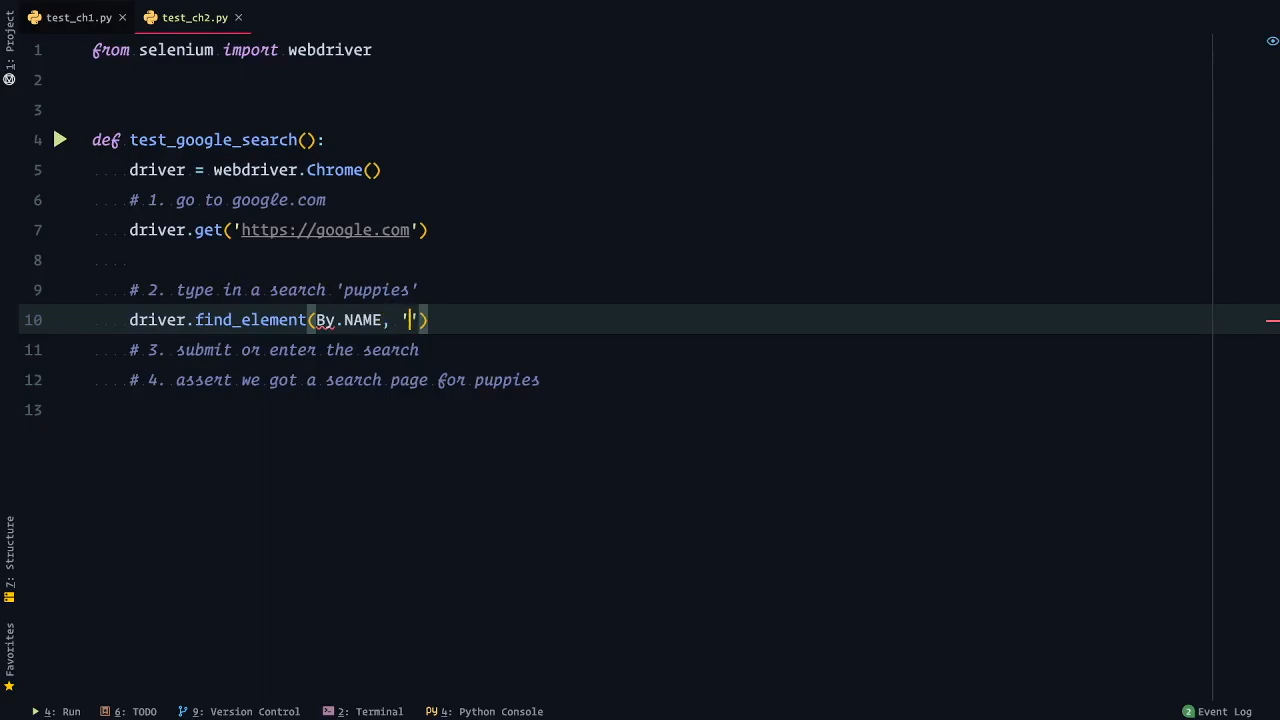 test_ch1.py
test_ch2.py
1: Project
1 from selenium import webdriver
2
3
4 def test_google_search():
5 driver = webdriver.Chrome()
6 # 1. go to google.com
7 driver.get('https://google.com')
8
9 # 2. type in a search 'puppies'
10 driver.find_element(By.NAME, '')
11 # 3. submit or enter the search
12 # 4. assert we got a search page for puppies
13
7: Structure
Favorites
4: Run 6: TODO 9: Version Control 2: Terminal 4: Python Console 2 Event Log